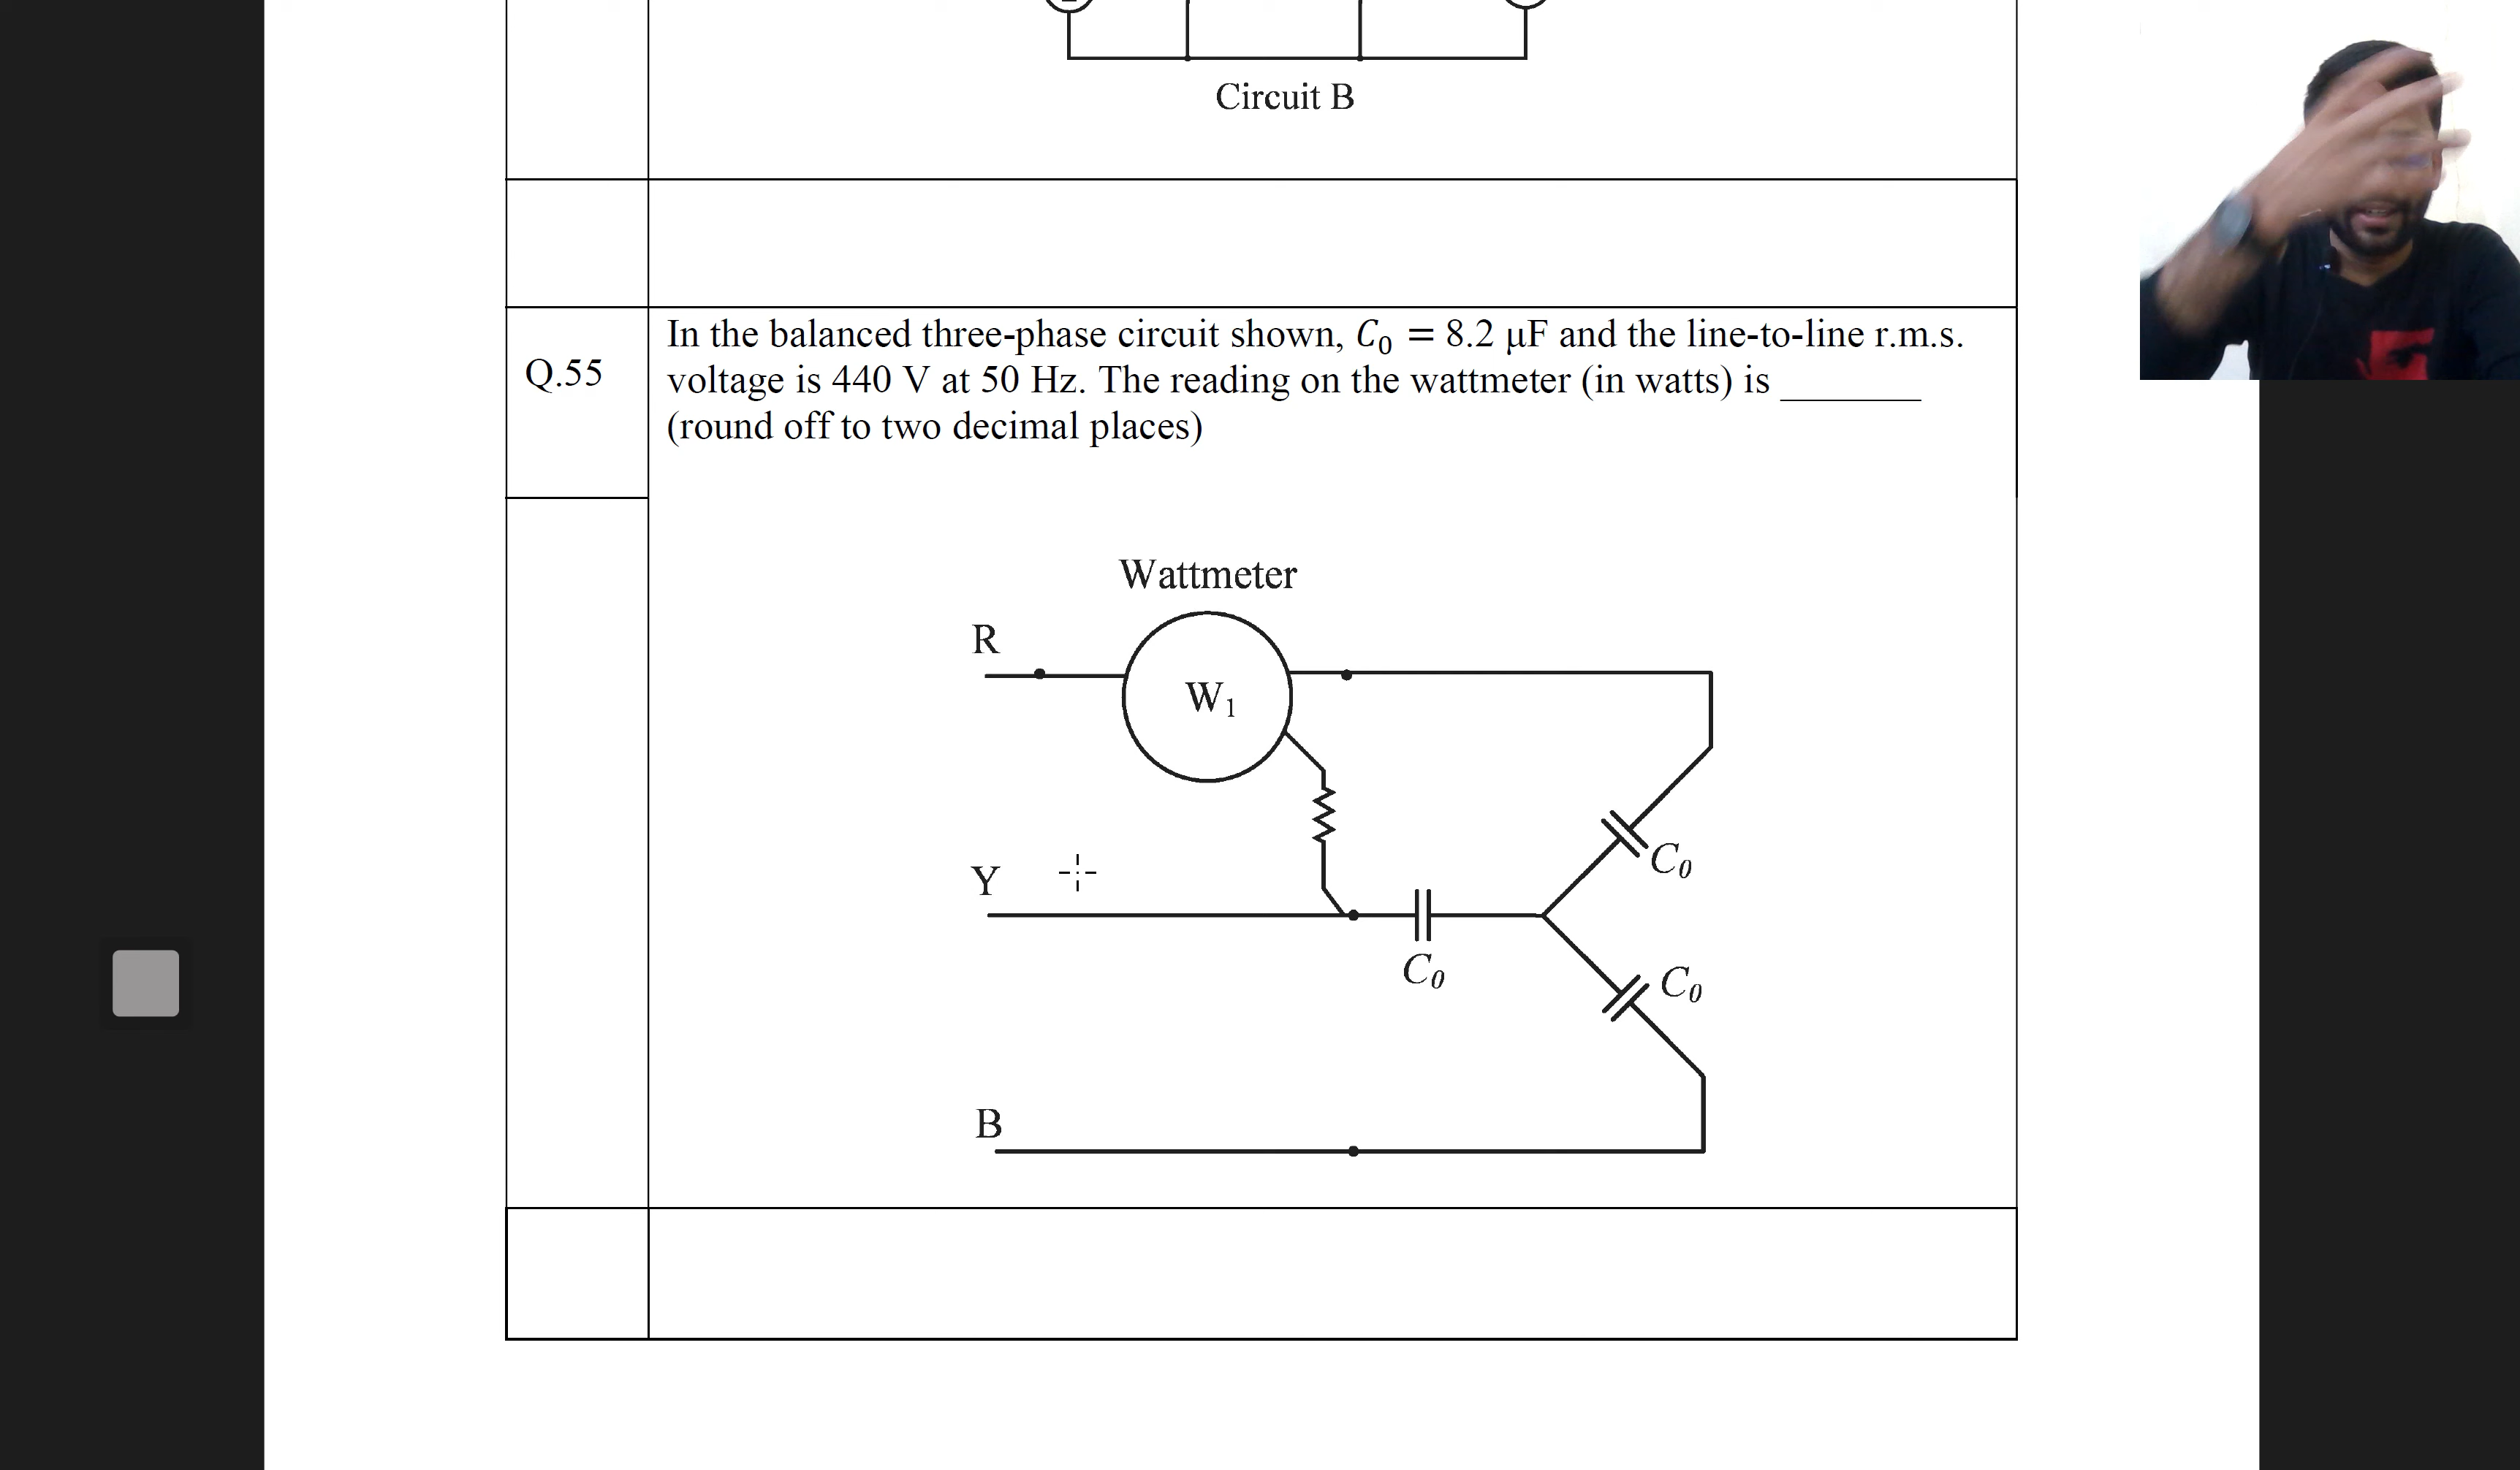 Circuit B
Q.55
In the balanced three-phase circuit shown, C₀ = 8.2 μF and the line-to-line r.m.s.
voltage is 440 V at 50 Hz. The reading on the wattmeter (in watts) is _______
(round off to two decimal places)
Wattmeter
R
W₁
Y
C₀
C₀
C₀
B